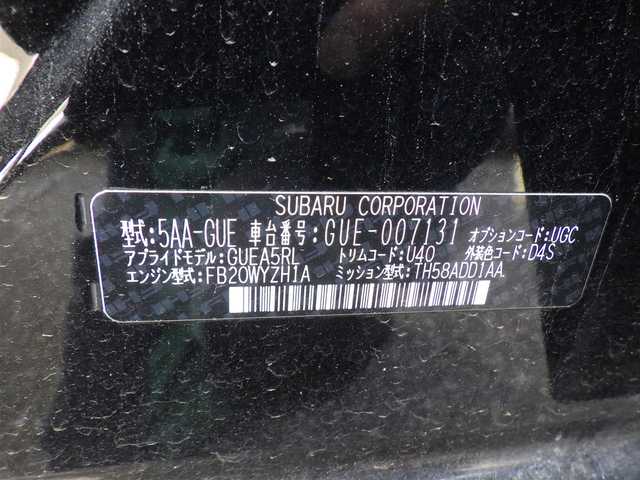 SUBARU CORPORATION
型式:5AA-GUE 車台番号:GUE-007131 オプションコード:UGC
アプライドモデル:GUEA5RL トリムコード:U40 外装色コード:D4S
エンジン型式:FB20WYZH1A ミッション型式:TH58ADD1AA